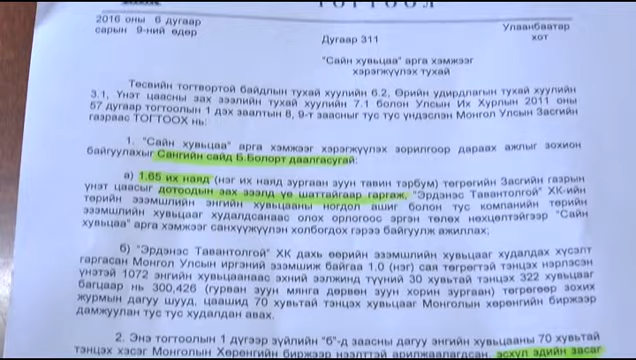 ТОГТООЛ
2016 оны 6 дугаар
сарын 9-ний өдөр
Улаанбаатар
хот
Дугаар 311
"Сайн хувьцаа" арга хэмжээг
хэрэгжүүлэх тухай
Төсвийн тогтвортой байдлын тухай хуулийн 6.2, Өрийн удирдлагын тухай хуулийн
3.1, Үнэт цаасны зах зээлийн тухай хуулийн 7.1 болон Улсын Их Хурлын 2011 оны
57 дугаар тогтоолын 1 дэх заалтын 8, 9-т заасныг тус тус үндэслэн Монгол Улсын Засгийн
газраас ТОГТООХ нь:
1. "Сайн хувьцаа" арга хэмжээг хэрэгжүүлэх зорилгоор дараах ажлыг зохион
байгуулахыг Сангийн сайд Б.Болорт даалгасугай:
а) 1.65 их наяд (нэг их наяд зургаан зуун тавин тэрбум) төгрөгийн Засгийн газрын
үнэт цаасыг дотоодын зах зээлд үе шаттайгаар гаргаж, "Эрдэнэс Тавантолгой" ХК-ийн
төрийн эзэмшлийн энгийн хувьцааны ногдол ашиг болон тус компанийн төрийн
эзэмшлийн хувьцааг худалдсанаас олох орлогоос эргэн төлөх нөхцөлтэйгээр "Сайн
хувьцаа" арга хэмжээг санхүүжүүлэн холбогдох гэрээ байгуулж ажиллах;
б) "Эрдэнэс Тавантолгой" ХК дахь өөрийн эзэмшлийн хувьцааг худалдах хүсэлт
гаргасан Монгол Улсын иргэний эзэмшиж байгаа 1.0 (нэг) сая төгрөгтэй тэнцэх нэрлэсэн
үнэтэй 1072 энгийн хувьцаанаас эхний ээлжинд түүний 30 хувьтай тэнцэх 322 хувьцааг
багцаар нь 300,426 (гурван зуун мянга дөрвөн зуун хорин зургаан) төгрөгөөр зохих
журмын дагуу шууд, цаашид 70 хувьтай тэнцэх хувьцааг Монголын хөрөнгийн биржээр
дамжуулан тус тус худалдан авах.
2. Энэ тогтоолын 1 дүгээр зүйлийн "б"-д заасны дагуу энгийн хувьцааны 70 хувьтай
тэнцэх хэсэг Монголын Хөрөнгийн биржээр нээлттэй арилжаалагдсан, эсхүл эдийн засаг